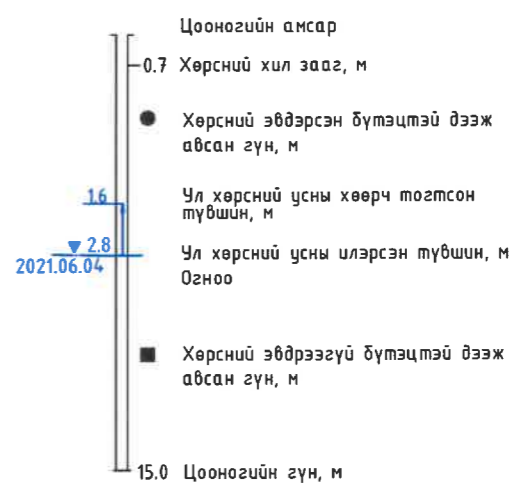 Цооногийн амсар
0.7 Хөрсний хил зааг, м
Хөрсний эвдэрсэн бүтэцтэй дээж
авсан гүн, м
1.6
Ул хөрсний усны хөөрч тогтсон
түвшин, м
2.8
2021.06.04
Ул хөрсний усны илэрсэн түвшин, м
Огноо
Хөрсний эвдрээгүй бүтэцтэй дээж
авсан гүн, м
15.0 Цооногийн гүн, м